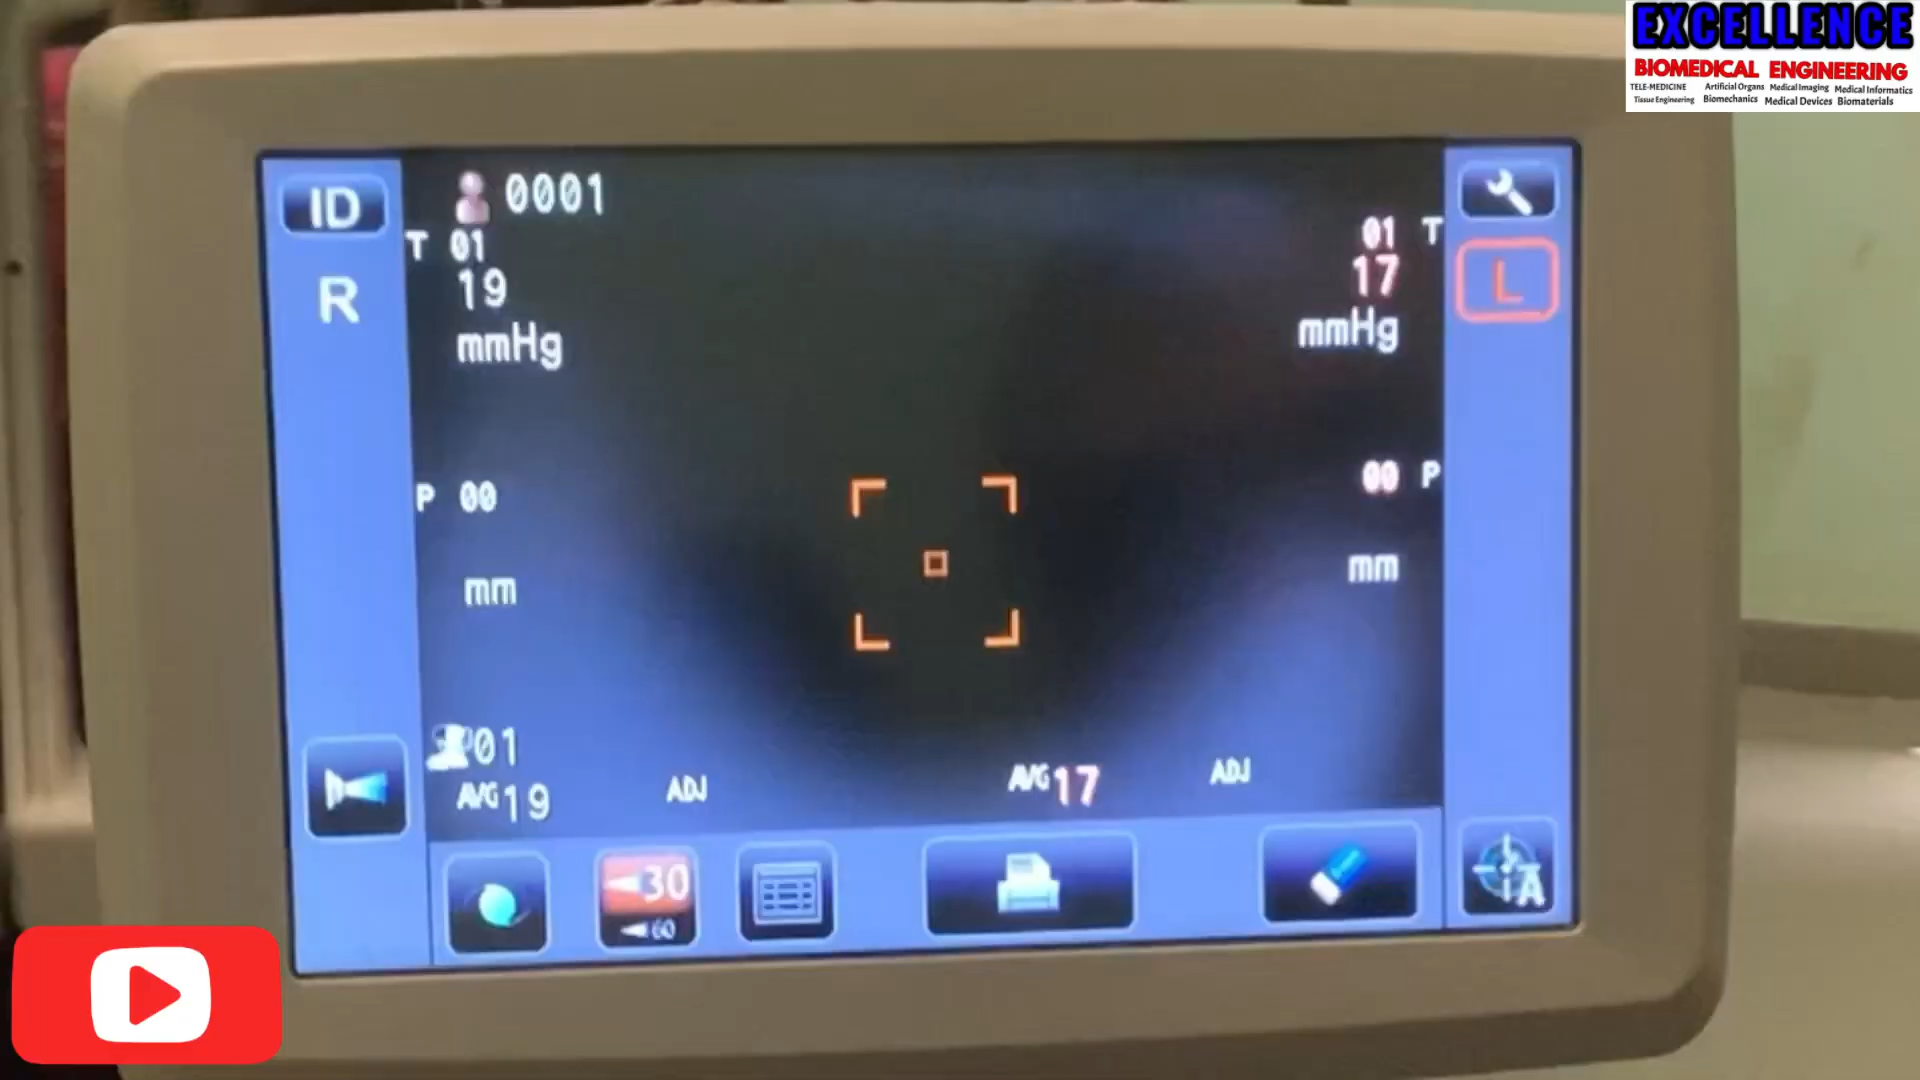 EXCELLENCE
BIOMEDICAL ENGINEERING
TELE-MEDICINE Artificial Organs Medical Imaging Medical Informatics
Tissue Engineering Biomechanics Medical Devices Biomaterials
ID
0001
T 01
19
mmHg
R
01 T
17
mmHg
L
P 00
mm
00 P
mm
01
AVG 19
ADJ
AVG 17
ADJ
30
60
A